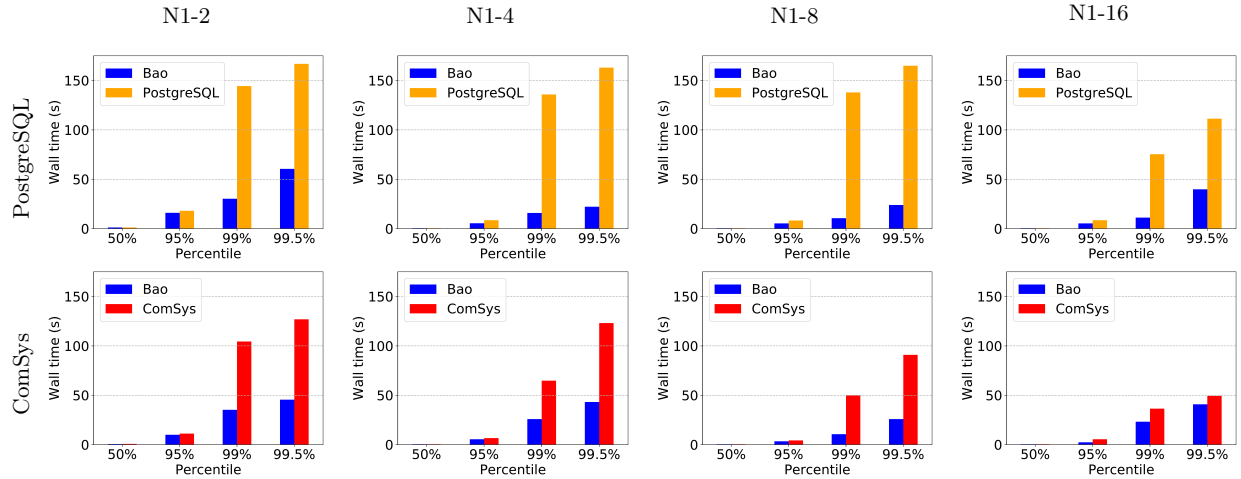 N1-2
N1-4
N1-8
N1-16
PostgreSQL
Wall time (s)
150
100
50
0
Bao
PostgreSQL
50%
95%
99%
99.5%
Percentile
Wall time (s)
150
100
50
0
Bao
PostgreSQL
50%
95%
99%
99.5%
Percentile
Wall time (s)
150
100
50
0
Bao
PostgreSQL
50%
95%
99%
99.5%
Percentile
Wall time (s)
150
100
50
0
Bao
PostgreSQL
50%
95%
99%
99.5%
Percentile
ComSys
Wall time (s)
150
100
50
0
Bao
ComSys
50%
95%
99%
99.5%
Percentile
Wall time (s)
150
100
50
0
Bao
ComSys
50%
95%
99%
99.5%
Percentile
Wall time (s)
150
100
50
0
Bao
ComSys
50%
95%
99%
99.5%
Percentile
Wall time (s)
150
100
50
0
Bao
ComSys
50%
95%
99%
99.5%
Percentile